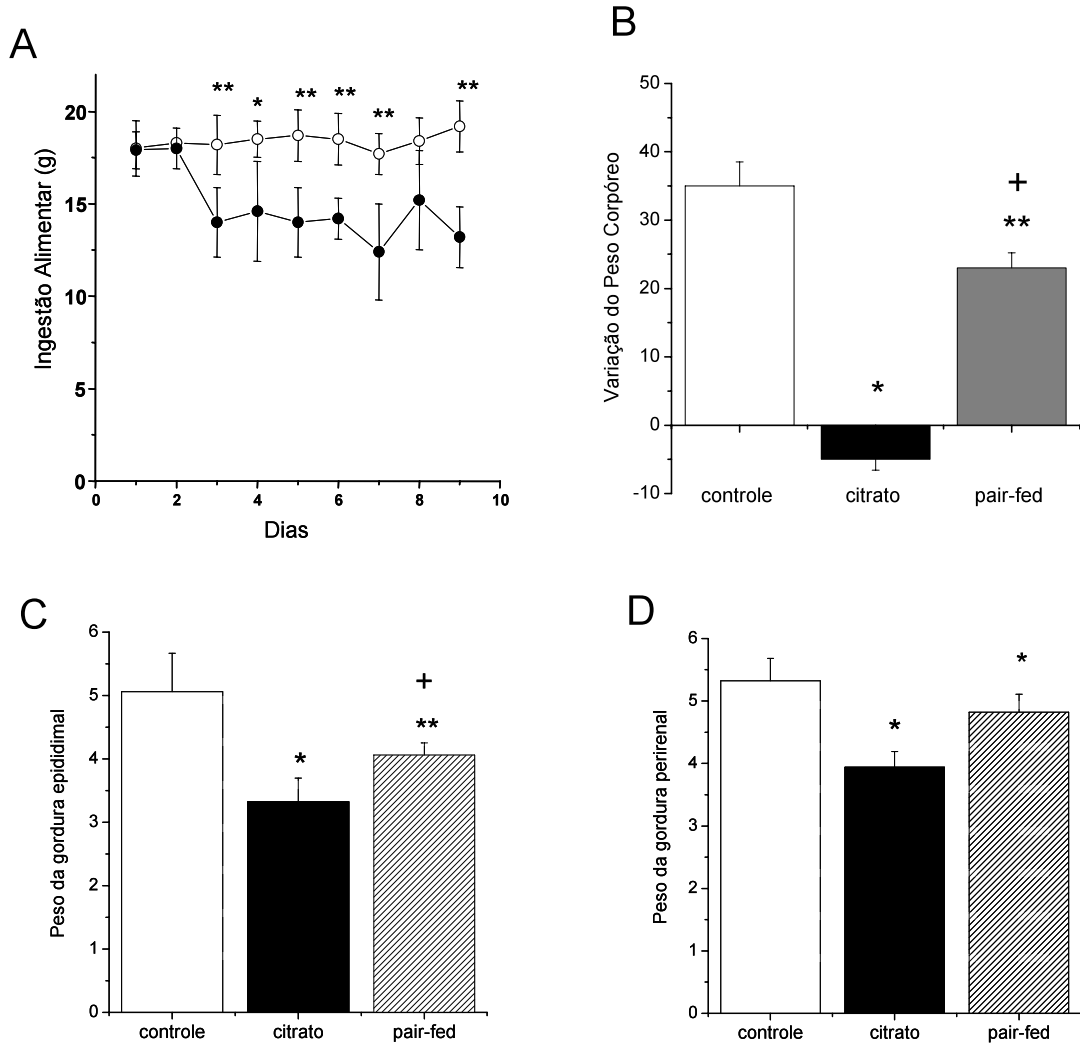 A
Ingestão Alimentar (g)
20
15
10
5
0
** * ** ** ** **
0 2 4 6 8 10
Dias
B
Variação do Peso Corpóreo
50
40
30
20
10
0
-10
+
**
*
controle citrato pair-fed
C
Peso da gordura epididimal
6
5
4
3
2
1
0
+
**
*
controle citrato pair-fed
D
Peso da gordura perirenal
6
5
4
3
2
1
0
*
*
controle citrato pair-fed